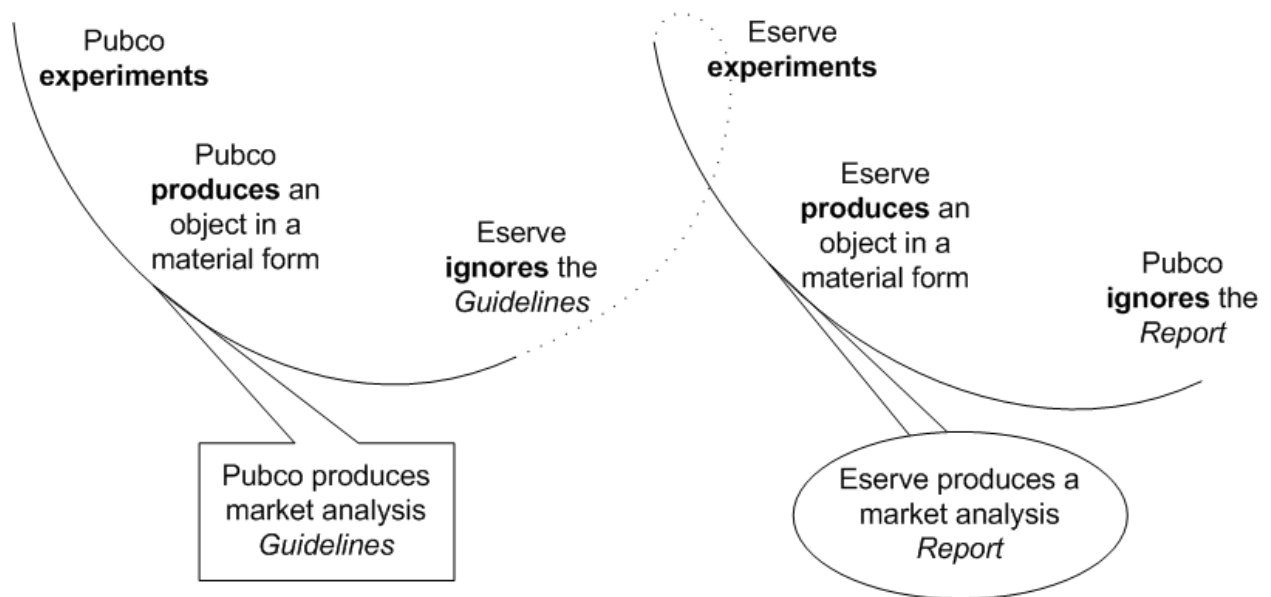 Pubco
experiments
Pubco
produces an
object in a
material form
Eserve
ignores the
Guidelines
Pubco produces
market analysis
Guidelines
Eserve
experiments
Eserve
produces an
object in a
material form
Pubco
ignores the
Report
Eserve produces a
market analysis
Report